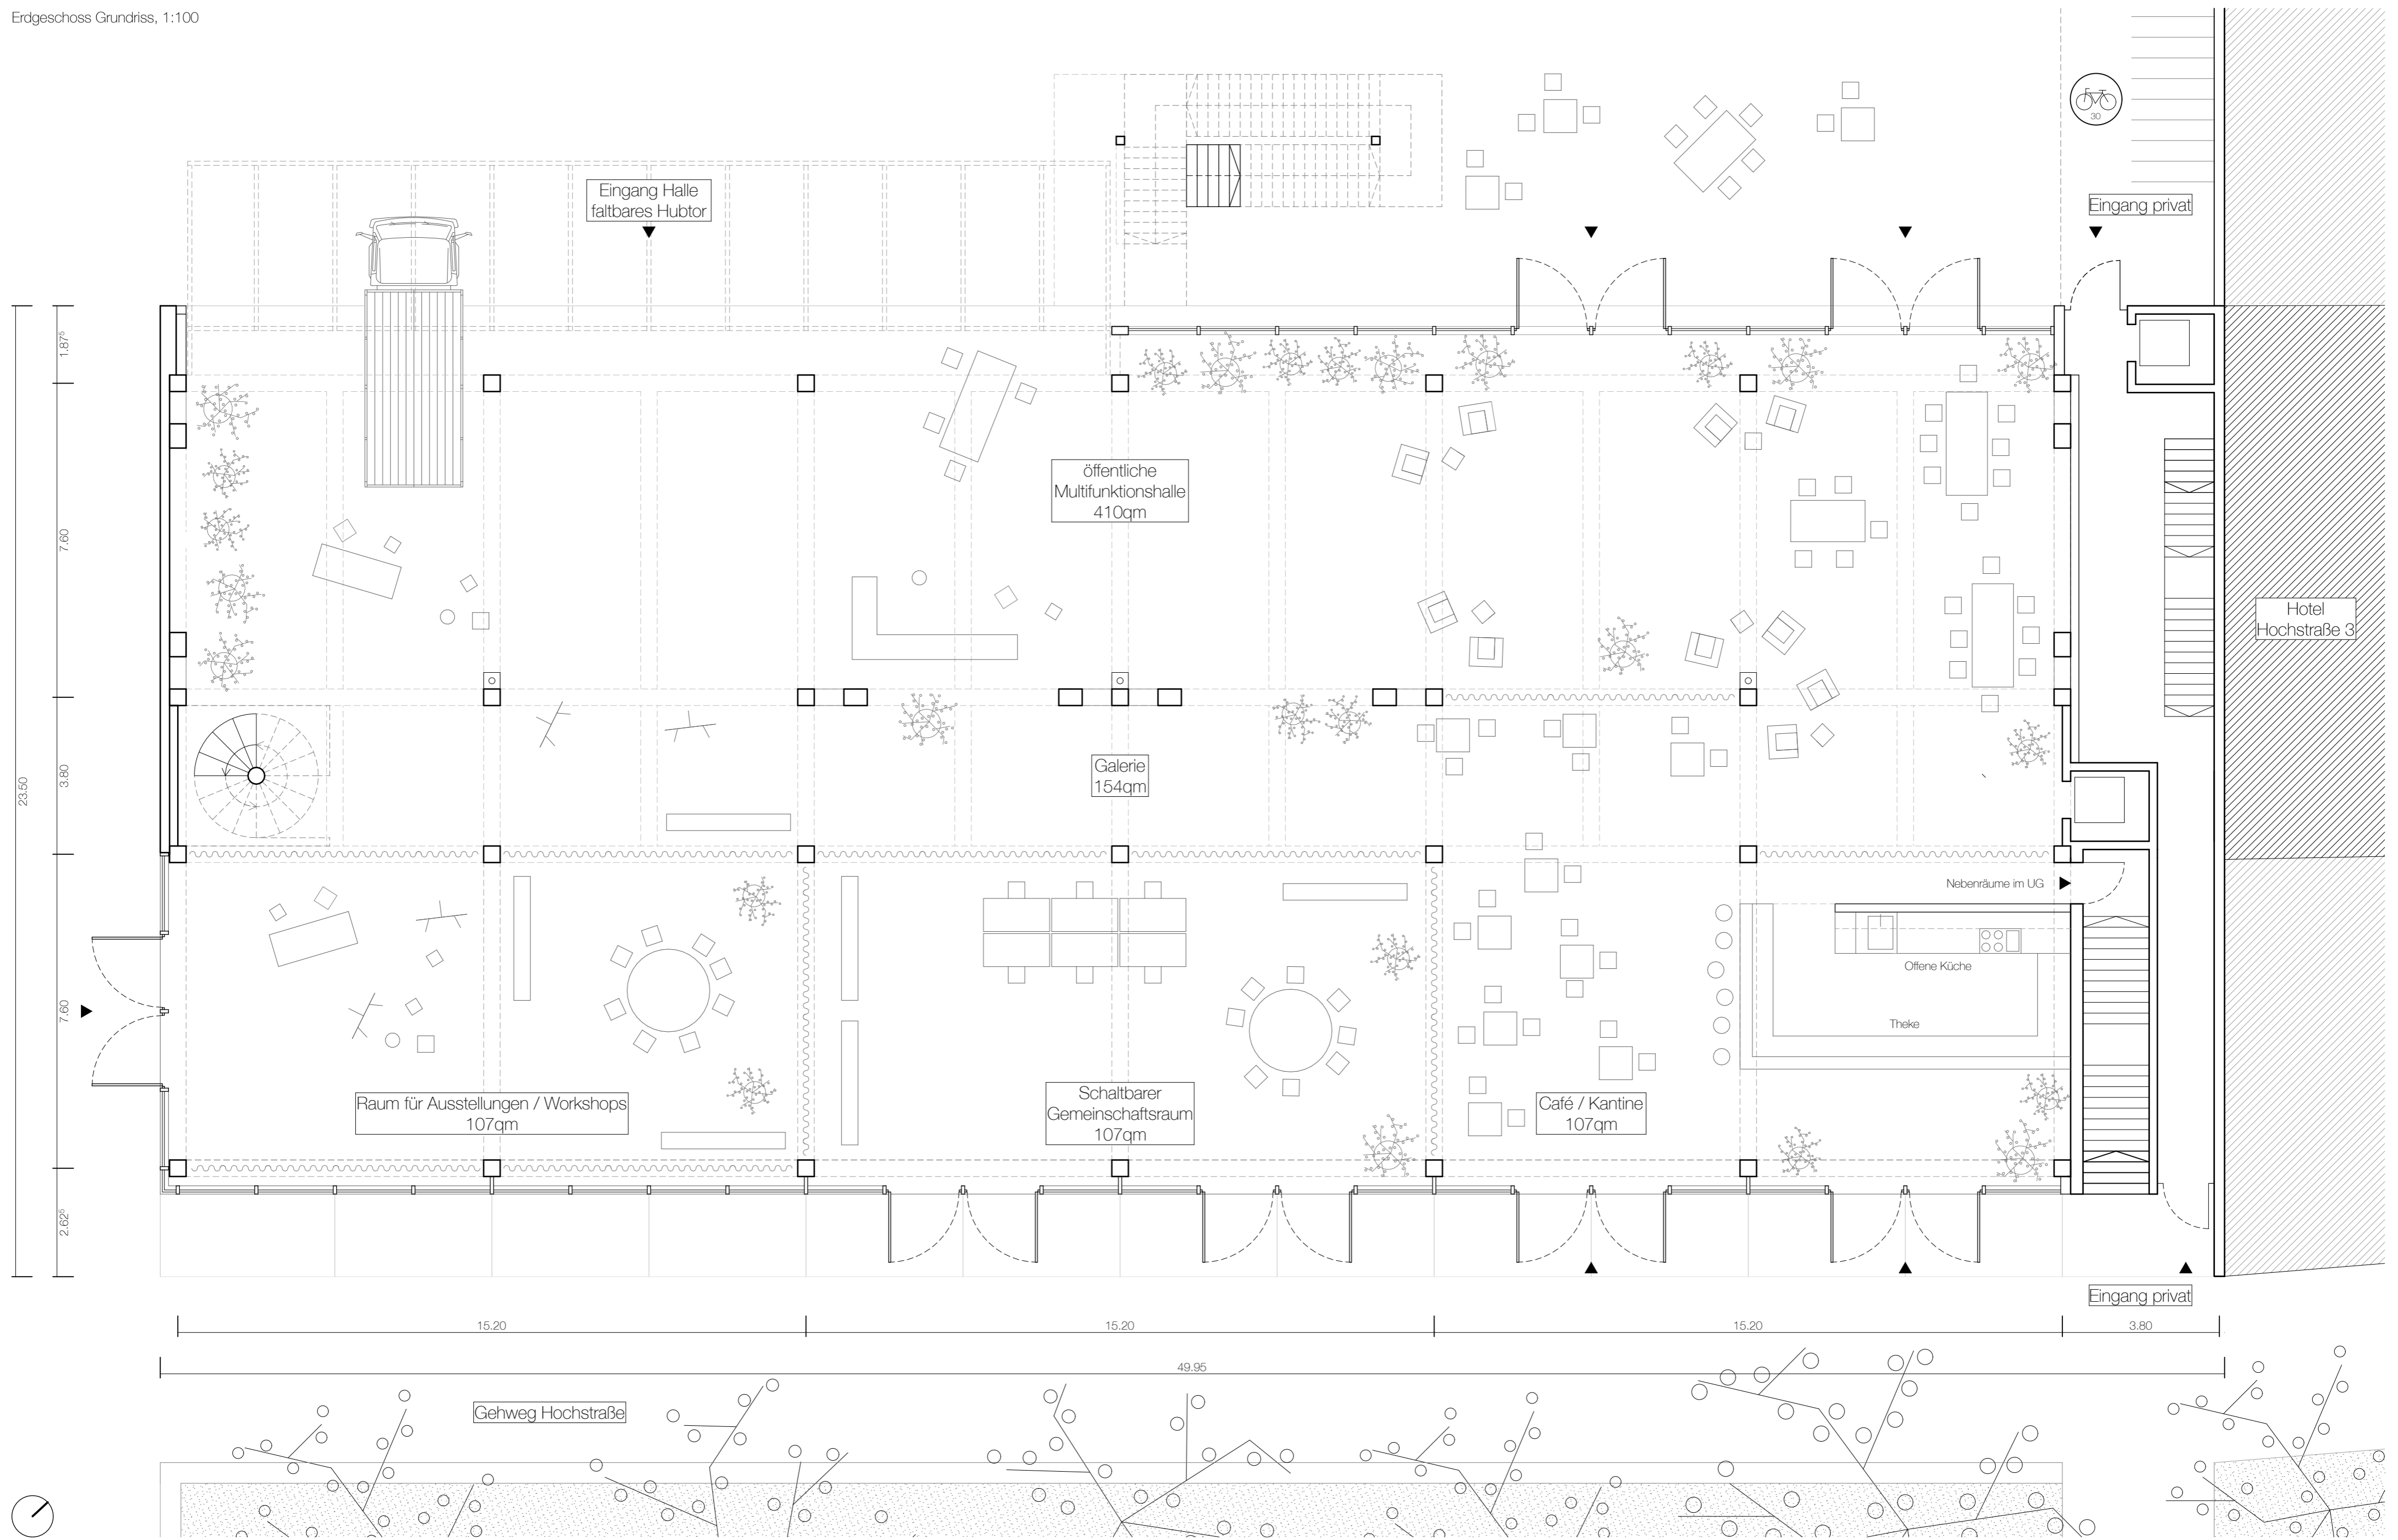 Erdgeschoss Grundriss, 1:100
30
Eingang Halle
faltbares Hubtor
Eingang privat
1.87⁵
öffentliche
Multifunktionshalle
410qm
7.60
Hotel
Hochstraße 3
23.50
3.80
Galerie
154qm
Nebenräume im UG
Offene Küche
7.60
Theke
Raum für Ausstellungen / Workshops
107qm
Schaltbarer
Gemeinschaftsraum
107qm
Café / Kantine
107qm
2.62⁵
Eingang privat
15.20
15.20
15.20
3.80
49.95
Gehweg Hochstraße